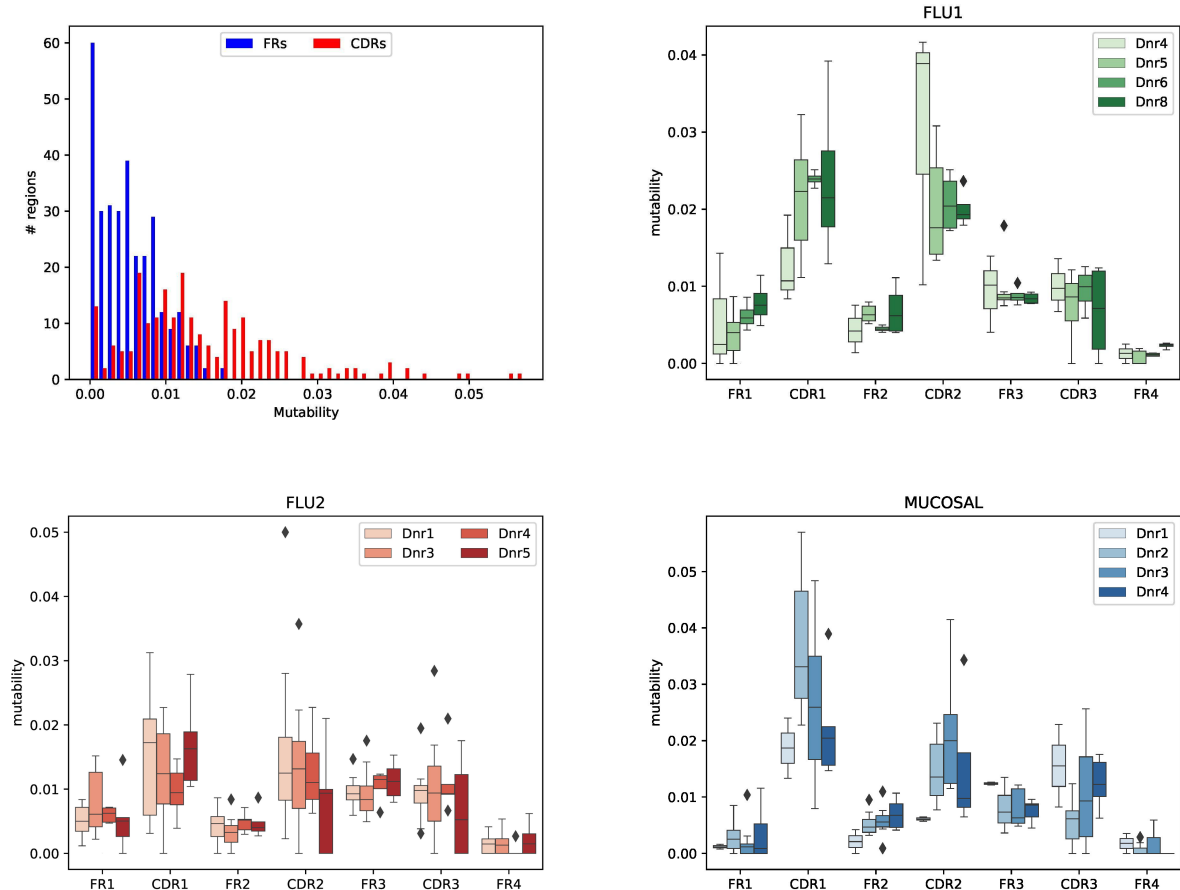 FRs CDRs
60
50
40
30
20
10
0
# regions
0.00 0.01 0.02 0.03 0.04 0.05
Mutability
FLU1
Dnr4
Dnr5
Dnr6
Dnr8
0.04
0.03
0.02
0.01
0.00
mutability
FR1 CDR1 FR2 CDR2 FR3 CDR3 FR4
FLU2
Dnr1 Dnr4
Dnr3 Dnr5
0.05
0.04
0.03
0.02
0.01
0.00
mutability
FR1 CDR1 FR2 CDR2 FR3 CDR3 FR4
MUCOSAL
Dnr1
Dnr2
Dnr3
Dnr4
0.05
0.04
0.03
0.02
0.01
0.00
mutability
FR1 CDR1 FR2 CDR2 FR3 CDR3 FR4